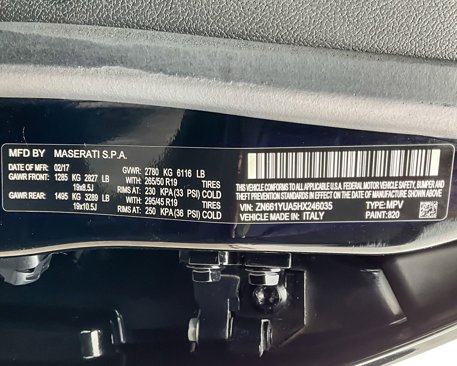 MFD BY MASERATI S.P.A.
DATE OF MFR: 02/17 GVWR: 2780 KG 6116 LB
GAWR FRONT: 1285 KG 2827 LB WITH: 265/50 R19 TIRES
19x8.5J RIMS AT: 230 KPA(33 PSI) COLD
GAWR REAR: 1495 KG 3289 LB WITH: 295/45 R19 TIRES
19x10.5J RIMS AT: 250 KPA(36 PSI) COLD
THIS VEHICLE CONFORMS TO ALL APPLICABLE
FEDERAL MOTOR VEHICLE SAFETY, BUMPER, AND
THEFT PREVENTION STANDARDS IN EFFECT ON THE
DATE OF MANUFACTURE SHOWN ABOVE.
VIN: ZN661YUA5HX246035 TYPE: MPV
VEHICLE MADE IN: ITALY PAINT: 820